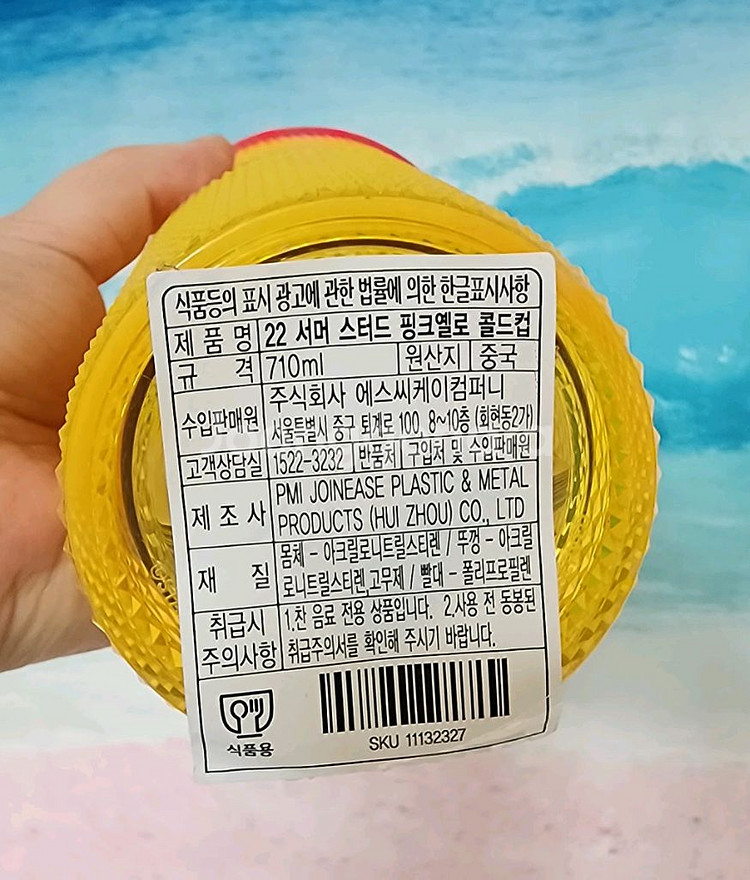 식품등의 표시 광고에 관한 법률에 의한 한글표시사항
제 품 명 22 서머 스터드 핑크옐로 콜드컵
규 격 710ml 원산지 중국
수입판매원 주식회사 에스씨케이컴퍼니
서울특별시 중구 퇴계로 100, 8~10층 (회현동2가)
고객상담실 1522-3232 반품처 구입처 및 수입판매원
제 조 사 PMI JOINEASE PLASTIC & METAL
PRODUCTS (HUI ZHOU) CO., LTD
재 질 몸체 - 아크릴로니트릴스티렌 / 뚜껑 - 아크릴
로니트릴스티렌,고무제 / 빨대 - 폴리프로필렌
취급시 주의사항 1.찬 음료 전용 상품입니다. 2.사용 전 동봉된
취급주의서를 확인해 주시기 바랍니다.
식품용
SKU 11132327